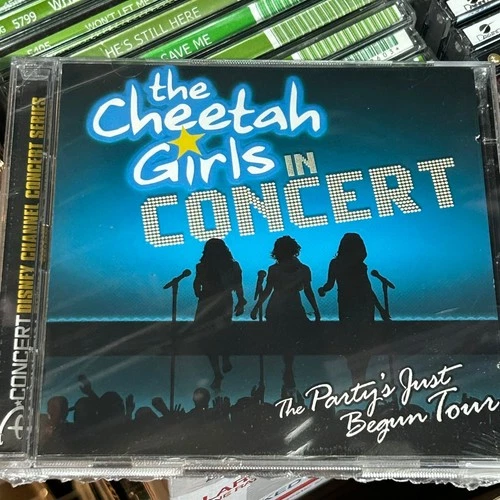 5799
WON'T LET M
5405
HE'S STILL HERE
SAVE ME
the
Cheetah
Girls IN
CONCERT
The Party's Just
Begun Tour
CONCERT DISNEY CHANNEL CONCERT SERIES